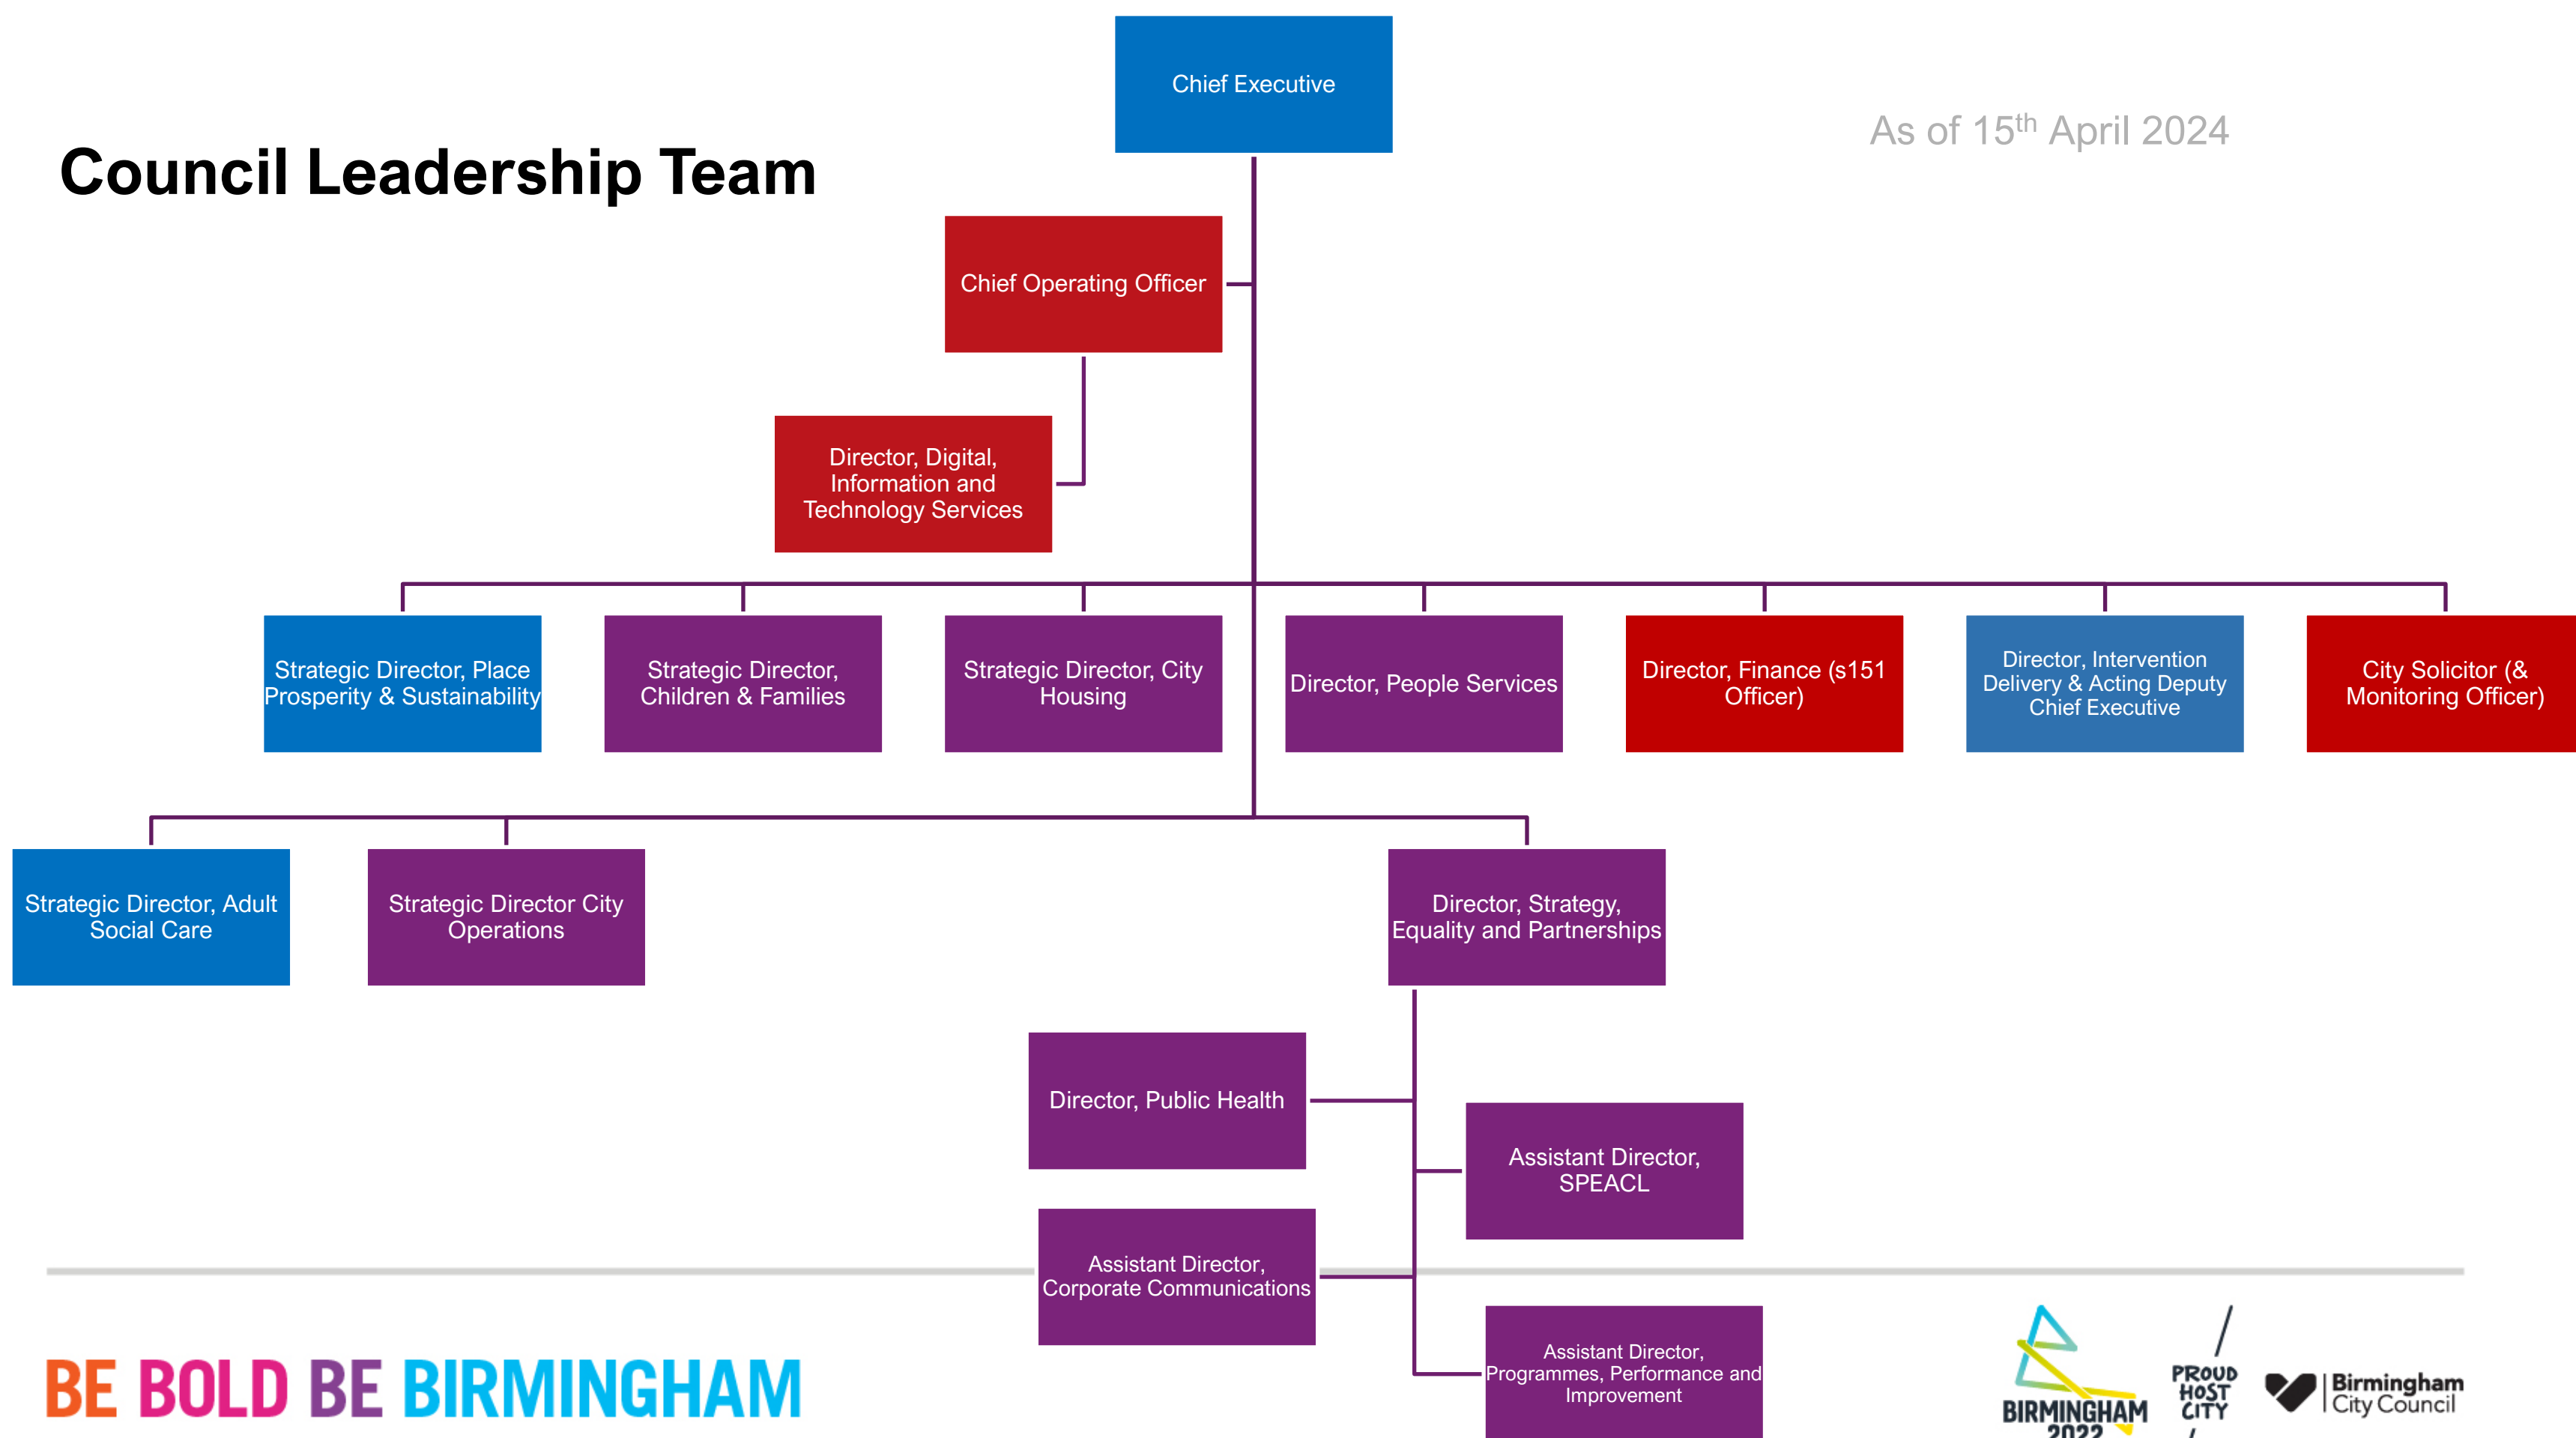 Chief Executive
As of 15th April 2024
Council Leadership Team
Chief Operating Officer
Director, Digital,
Information and
Technology Services
Strategic Director, Place
Prosperity & Sustainability
Strategic Director,
Children & Families
Strategic Director, City
Housing
Director, People Services
Director, Finance (s151
Officer)
Director, Intervention
Delivery & Acting Deputy
Chief Executive
City Solicitor (&
Monitoring Officer)
Strategic Director, Adult
Social Care
Strategic Director City
Operations
Director, Strategy,
Equality and Partnerships
Director, Public Health
Assistant Director,
SPEACL
Assistant Director,
Corporate Communications
Assistant Director,
Programmes, Performance and
Improvement
BE BOLD BE BIRMINGHAM
BIRMINGHAM
2022
PROUD
HOST
CITY
Birmingham
City Council